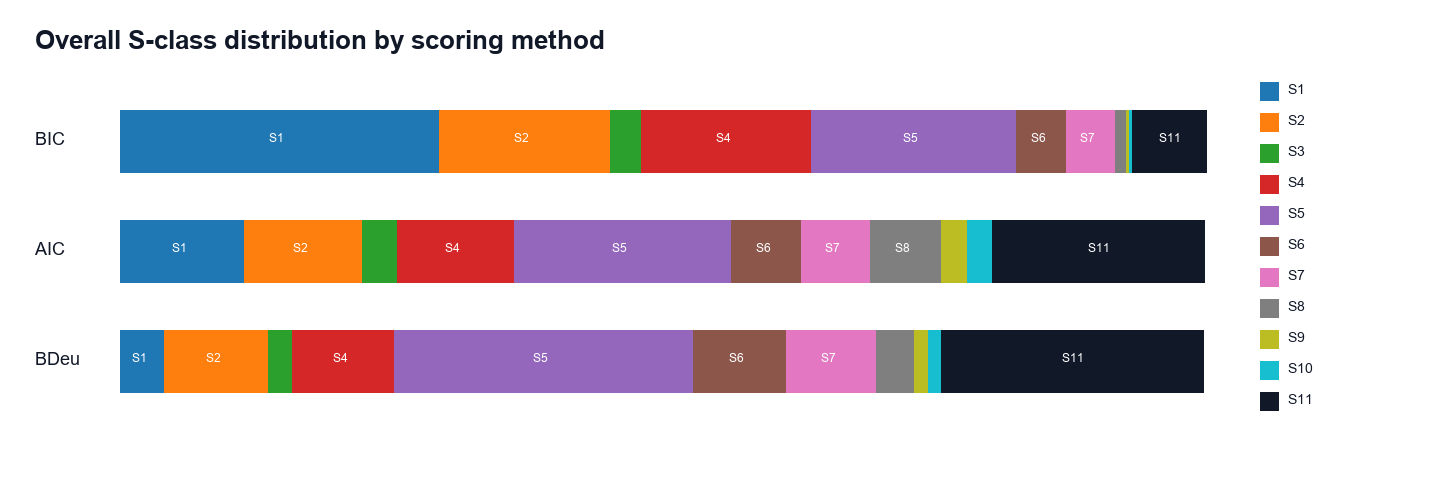 Overall S-class distribution by scoring method
BIC
S1 S2 S4 S5 S6 S7 S11
AIC
S1 S2 S4 S5 S6 S7 S8 S11
BDeu
S1 S2 S4 S5 S6 S7 S11
S1
S2
S3
S4
S5
S6
S7
S8
S9
S10
S11